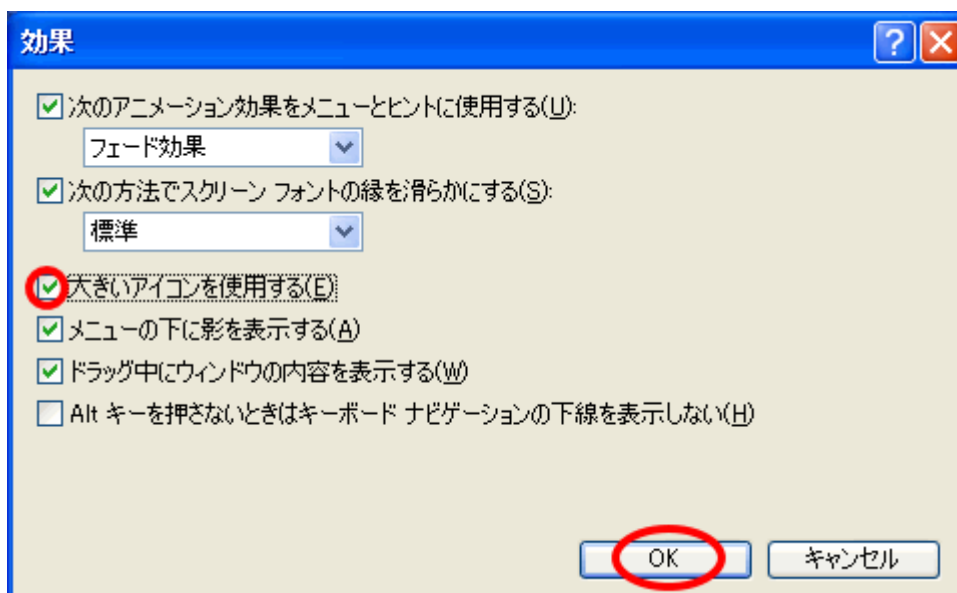 効果
次のアニメーション効果をメニューとヒントに使用する(U):
フェード効果
次の方法でスクリーン フォントの縁を滑らかにする(S):
標準
大きいアイコンを使用する(E)
メニューの下に影を表示する(A)
ドラッグ中にウィンドウの内容を表示する(W)
Alt キーを押さないときはキーボード ナビゲーションの下線を表示しない(H)
OK キャンセル